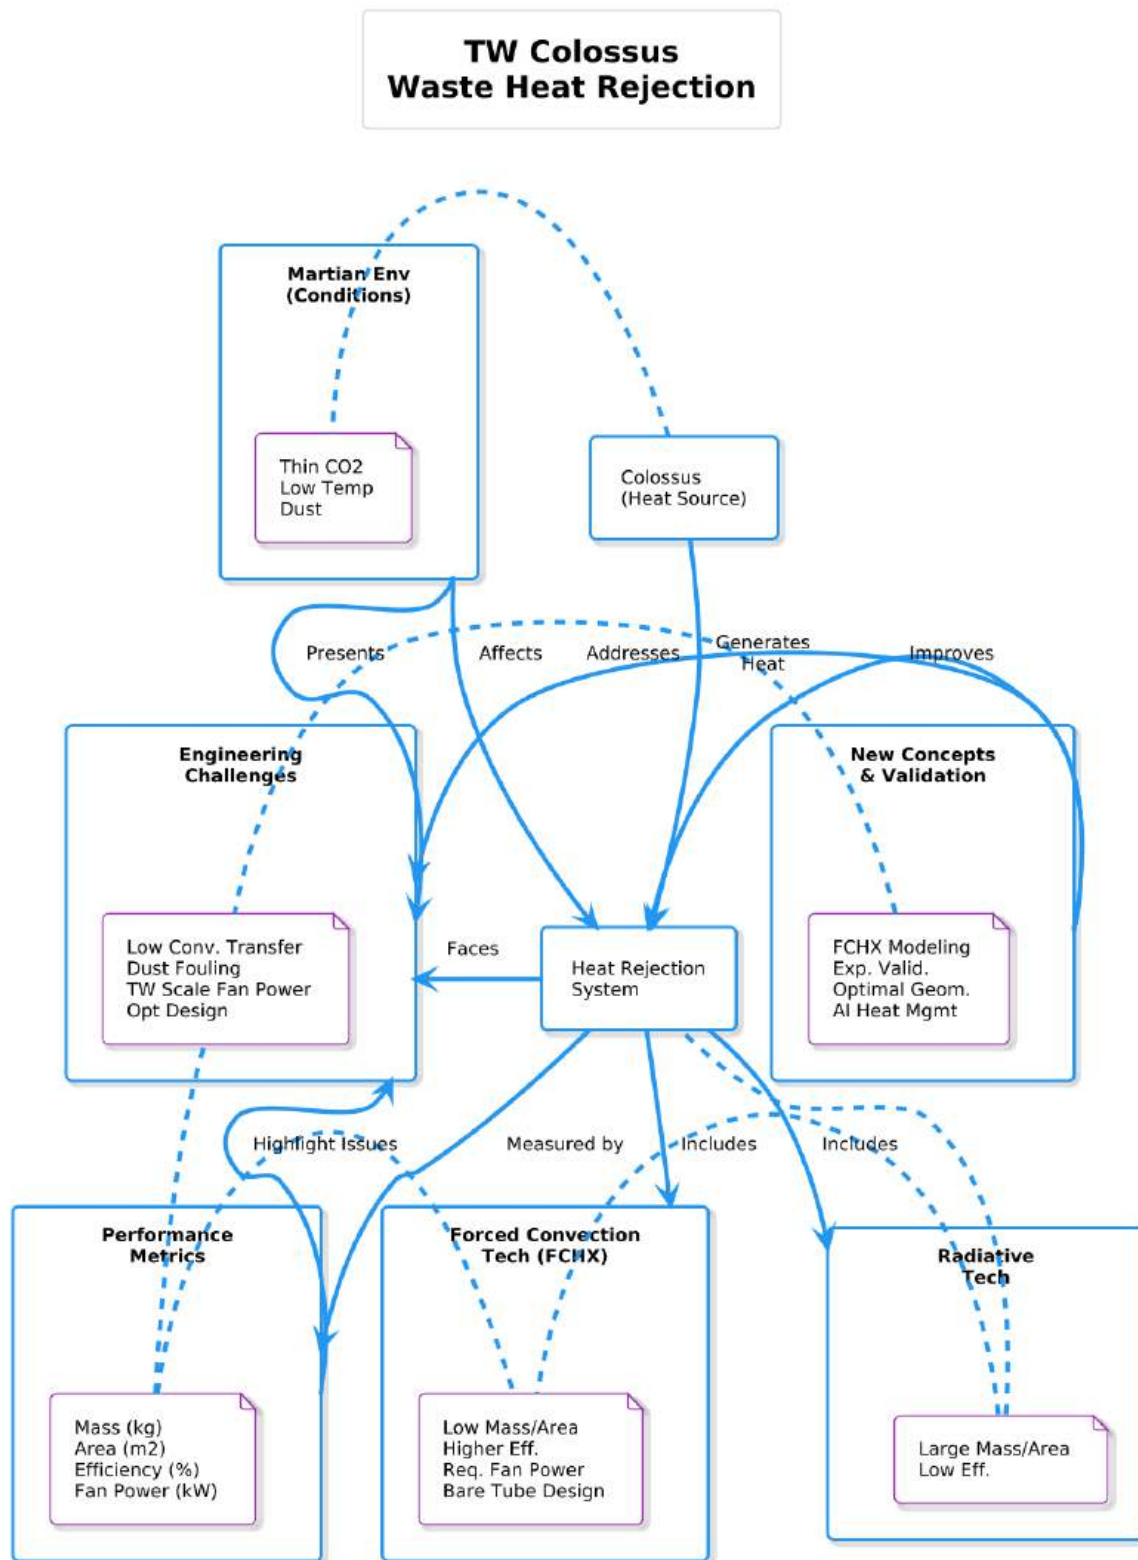 TW Colossus
Waste Heat Rejection
Martian Env
(Conditions)
Thin CO2
Low Temp
Dust
Colossus
(Heat Source)
Presents
Affects
Addresses
Generates
Heat
Improves
Engineering
Challenges
New Concepts
& Validation
Low Conv. Transfer
Dust Fouling
TW Scale Fan Power
Opt Design
Faces
Heat Rejection
System
FCHX Modeling
Exp. Valid.
Optimal Geom.
AI Heat Mgmt
Highlight Issues
Measured by
Includes
Includes
Performance
Metrics
Forced Convection
Tech (FCHX)
Radiative
Tech
Mass (kg)
Area (m2)
Efficiency (%)
Fan Power (kW)
Low Mass/Area
Higher Eff.
Req. Fan Power
Bare Tube Design
Large Mass/Area
Low Eff.